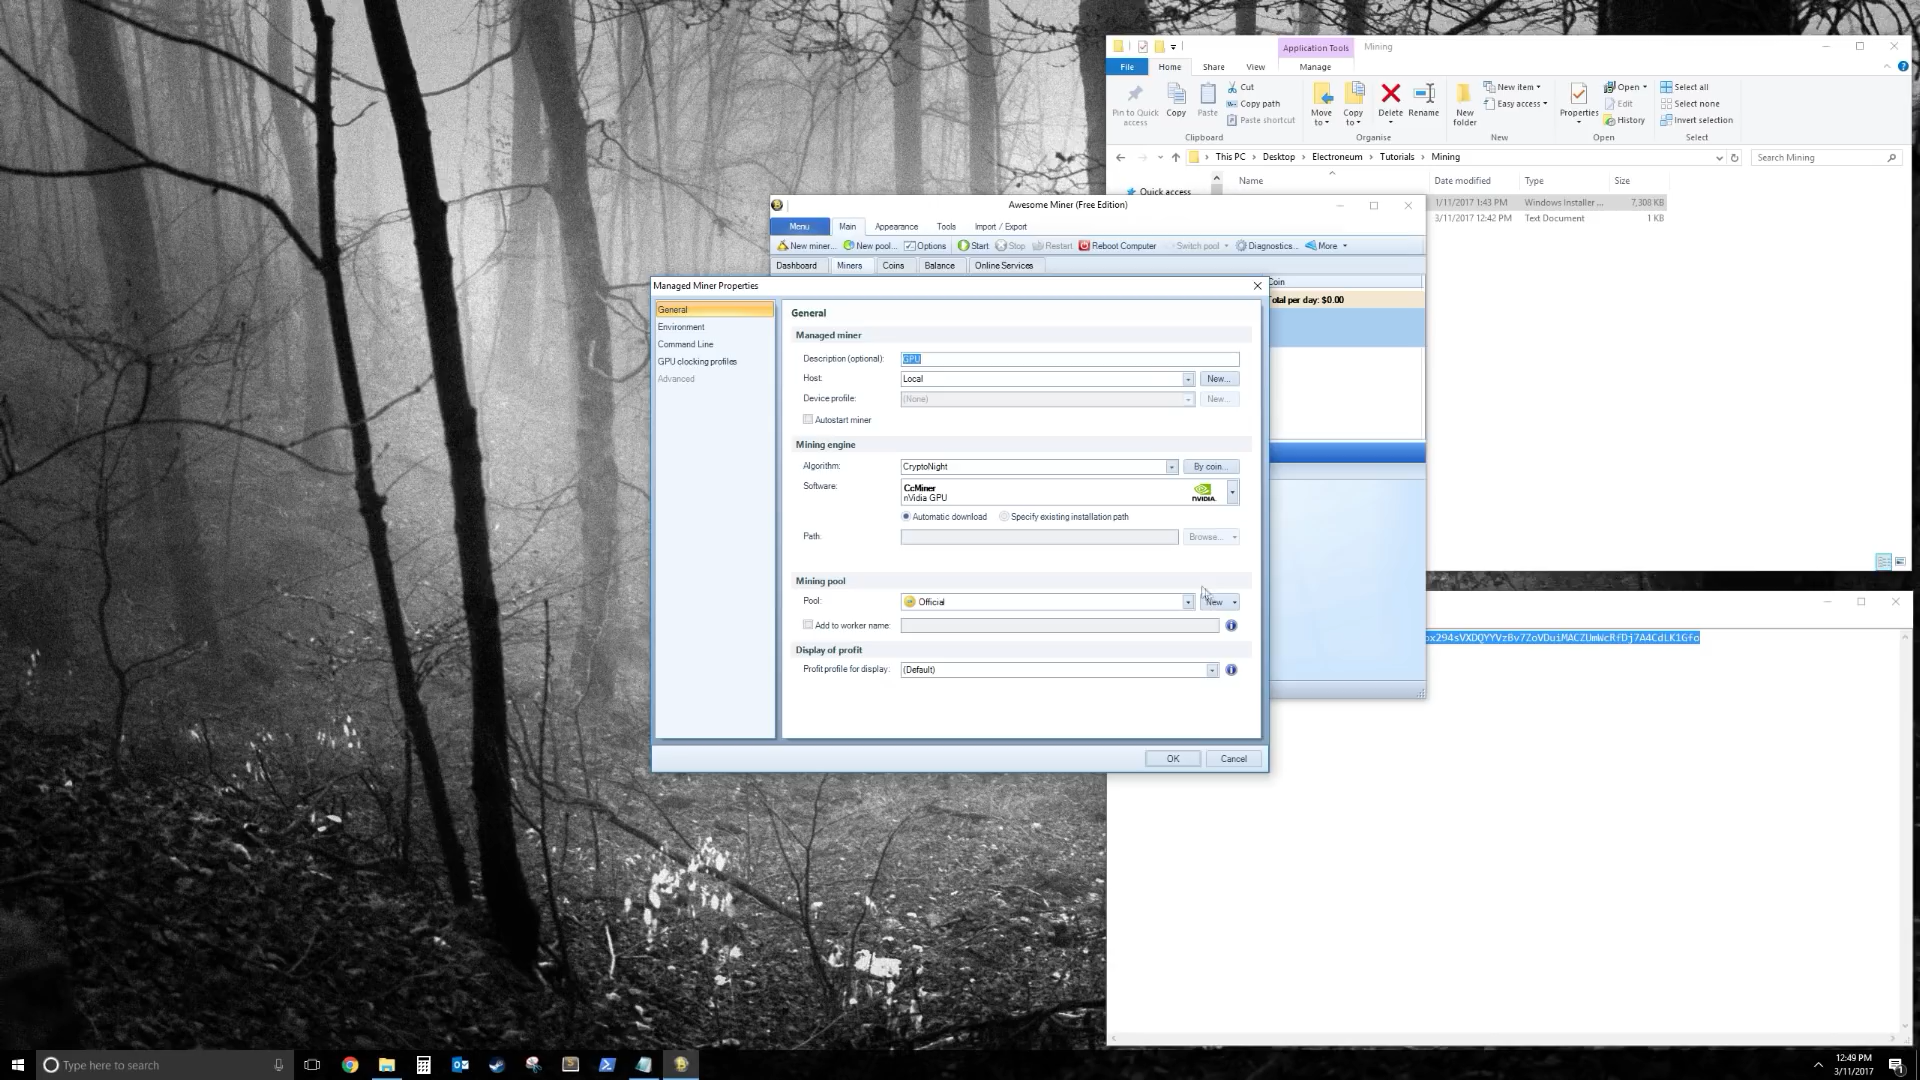 Application Tools
Mining
File
Home
Share
View
Manage
Pin to Quick access
Copy
Paste
Cut
Copy path
Paste shortcut
Move to
Copy to
Delete
Rename
New folder
New item
Easy access
Properties
Open
Edit
History
Select all
Select none
Invert selection
Clipboard
Organise
New
Open
Select
This PC
Desktop
Electroneum
Tutorials
Mining
Search Mining
Quick access
Name
Date modified
Type
Size
1/11/2017 1:43 PM
Windows Installer ...
7,308 KB
3/11/2017 12:42 PM
Text Document
1 KB
Awesome Miner (Free Edition)
Menu
Main
Appearance
Tools
Import / Export
New miner...
New pool...
Options
Start
Stop
Restart
Reboot Computer
Switch pool
Diagnostics...
More
Dashboard
Miners
Coins
Balance
Online Services
Coin
otal per day: $0.00
Managed Miner Properties
General
Environment
Command Line
GPU clocking profiles
Advanced
General
Managed miner
Description (optional):
GPU
Host:
Local
New...
Device profile:
(None)
New...
Autostart miner
Mining engine
Algorithm:
CryptoNight
By coin...
Software:
CcMiner
nVidia GPU
NVIDIA.
Automatic download
Specify existing installation path
Path:
Browse...
Mining pool
Pool:
Official
New
Add to worker name:
Display of profit
Profit profile for display:
(Default)
OK
Cancel
Type here to search
12:49 PM
3/11/2017